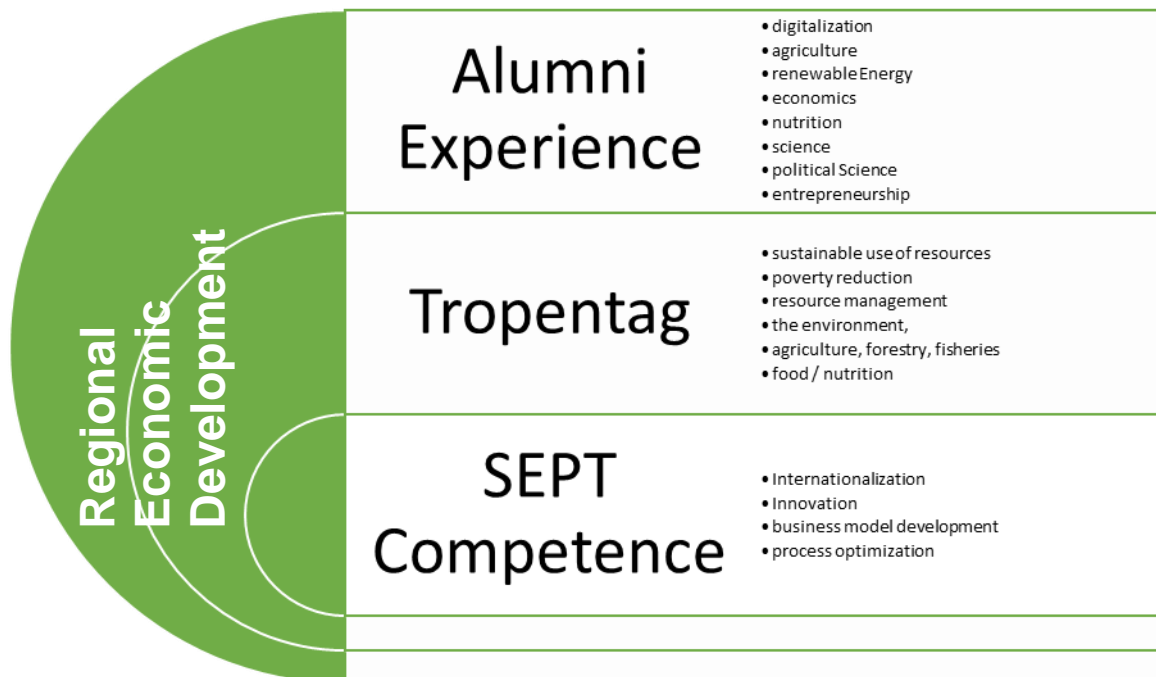 Regional
Economic
Development
Alumni
Experience
• digitalization
• agriculture
• renewable Energy
• economics
• nutrition
• science
• political Science
• entrepreneurship
Tropentag
• sustainable use of resources
• poverty reduction
• resource management
• the environment,
• agriculture, forestry, fisheries
• food / nutrition
SEPT
Competence
• Internationalization
• Innovation
• business model development
• process optimization